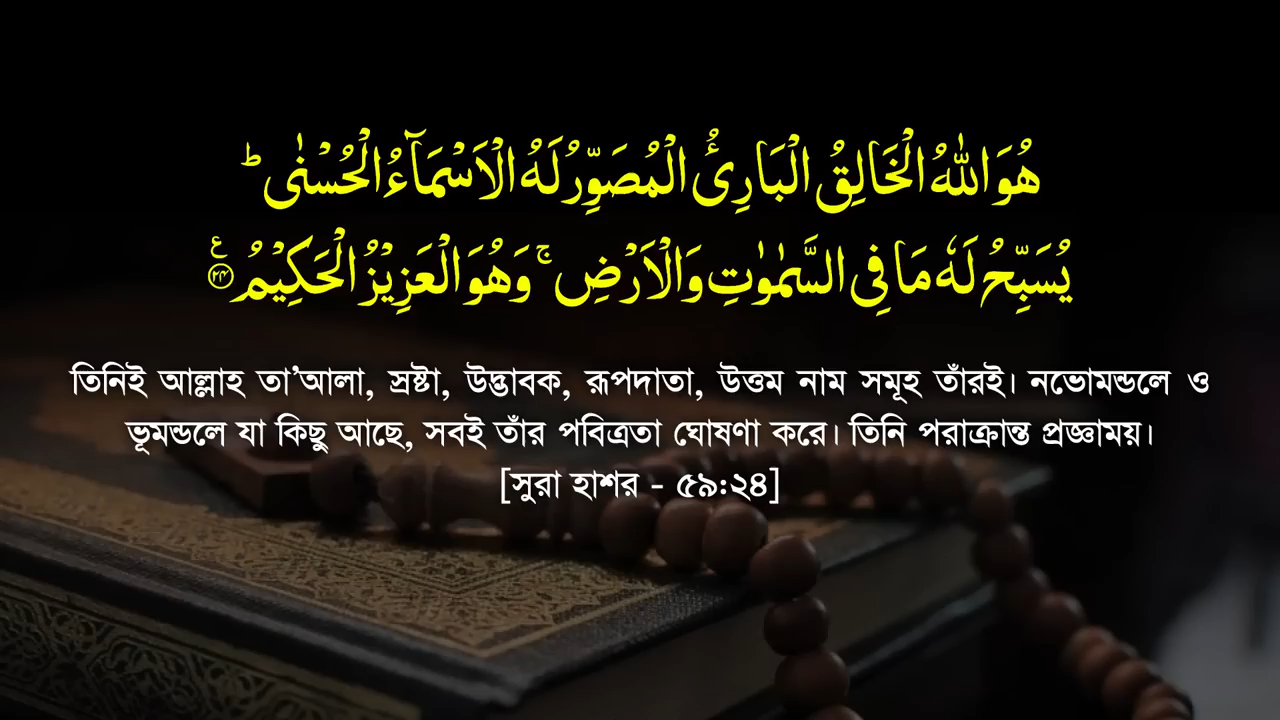 هُوَ اللّٰهُ الْخَالِقُ الْبَارِئُ الْمُصَوِّرُ لَهُ الْاَسْمَآءُ الْحُسْنٰى ؕ
يُسَبِّحُ لَهٗ مَا فِى السَّمٰوٰتِ وَالْاَرْضِ ۚ وَهُوَ الْعَزِيْزُ الْحَكِيْمُ ۧ﴿۲۴﴾
তিনিই আল্লাহ তা’আলা, স্রষ্টা, উদ্ভাবক, রূপদাতা, উত্তম নাম সমূহ তাঁরই। নভোমন্ডলে ও
ভূমন্ডলে যা কিছু আছে, সবই তাঁর পবিত্রতা ঘোষণা করে। তিনি পরাক্রান্ত প্রজ্ঞাময়।
[সুরা হাশর - ৫৯:২৪]